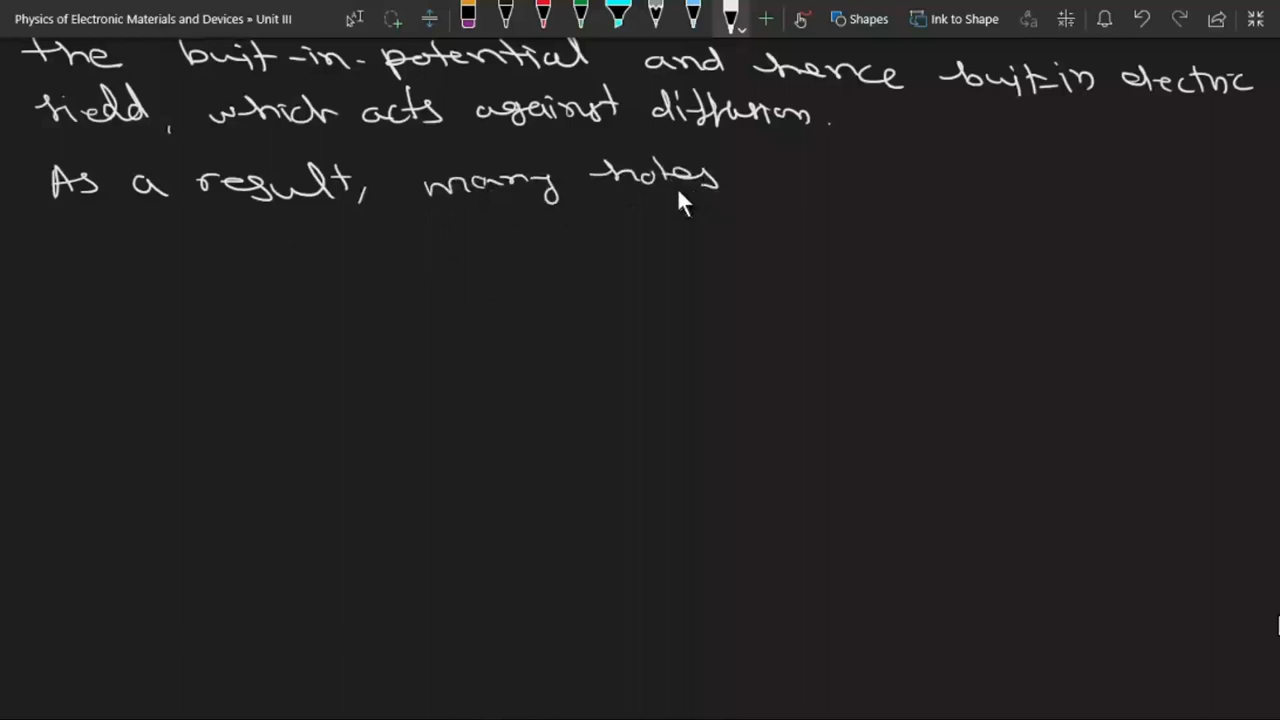 Physics of Electronic Materials and Devices » Unit III
Shapes
Ink to Shape
the built-in-potential and hence built-in electric
field, which acts against diffusion.
As a result, many holes